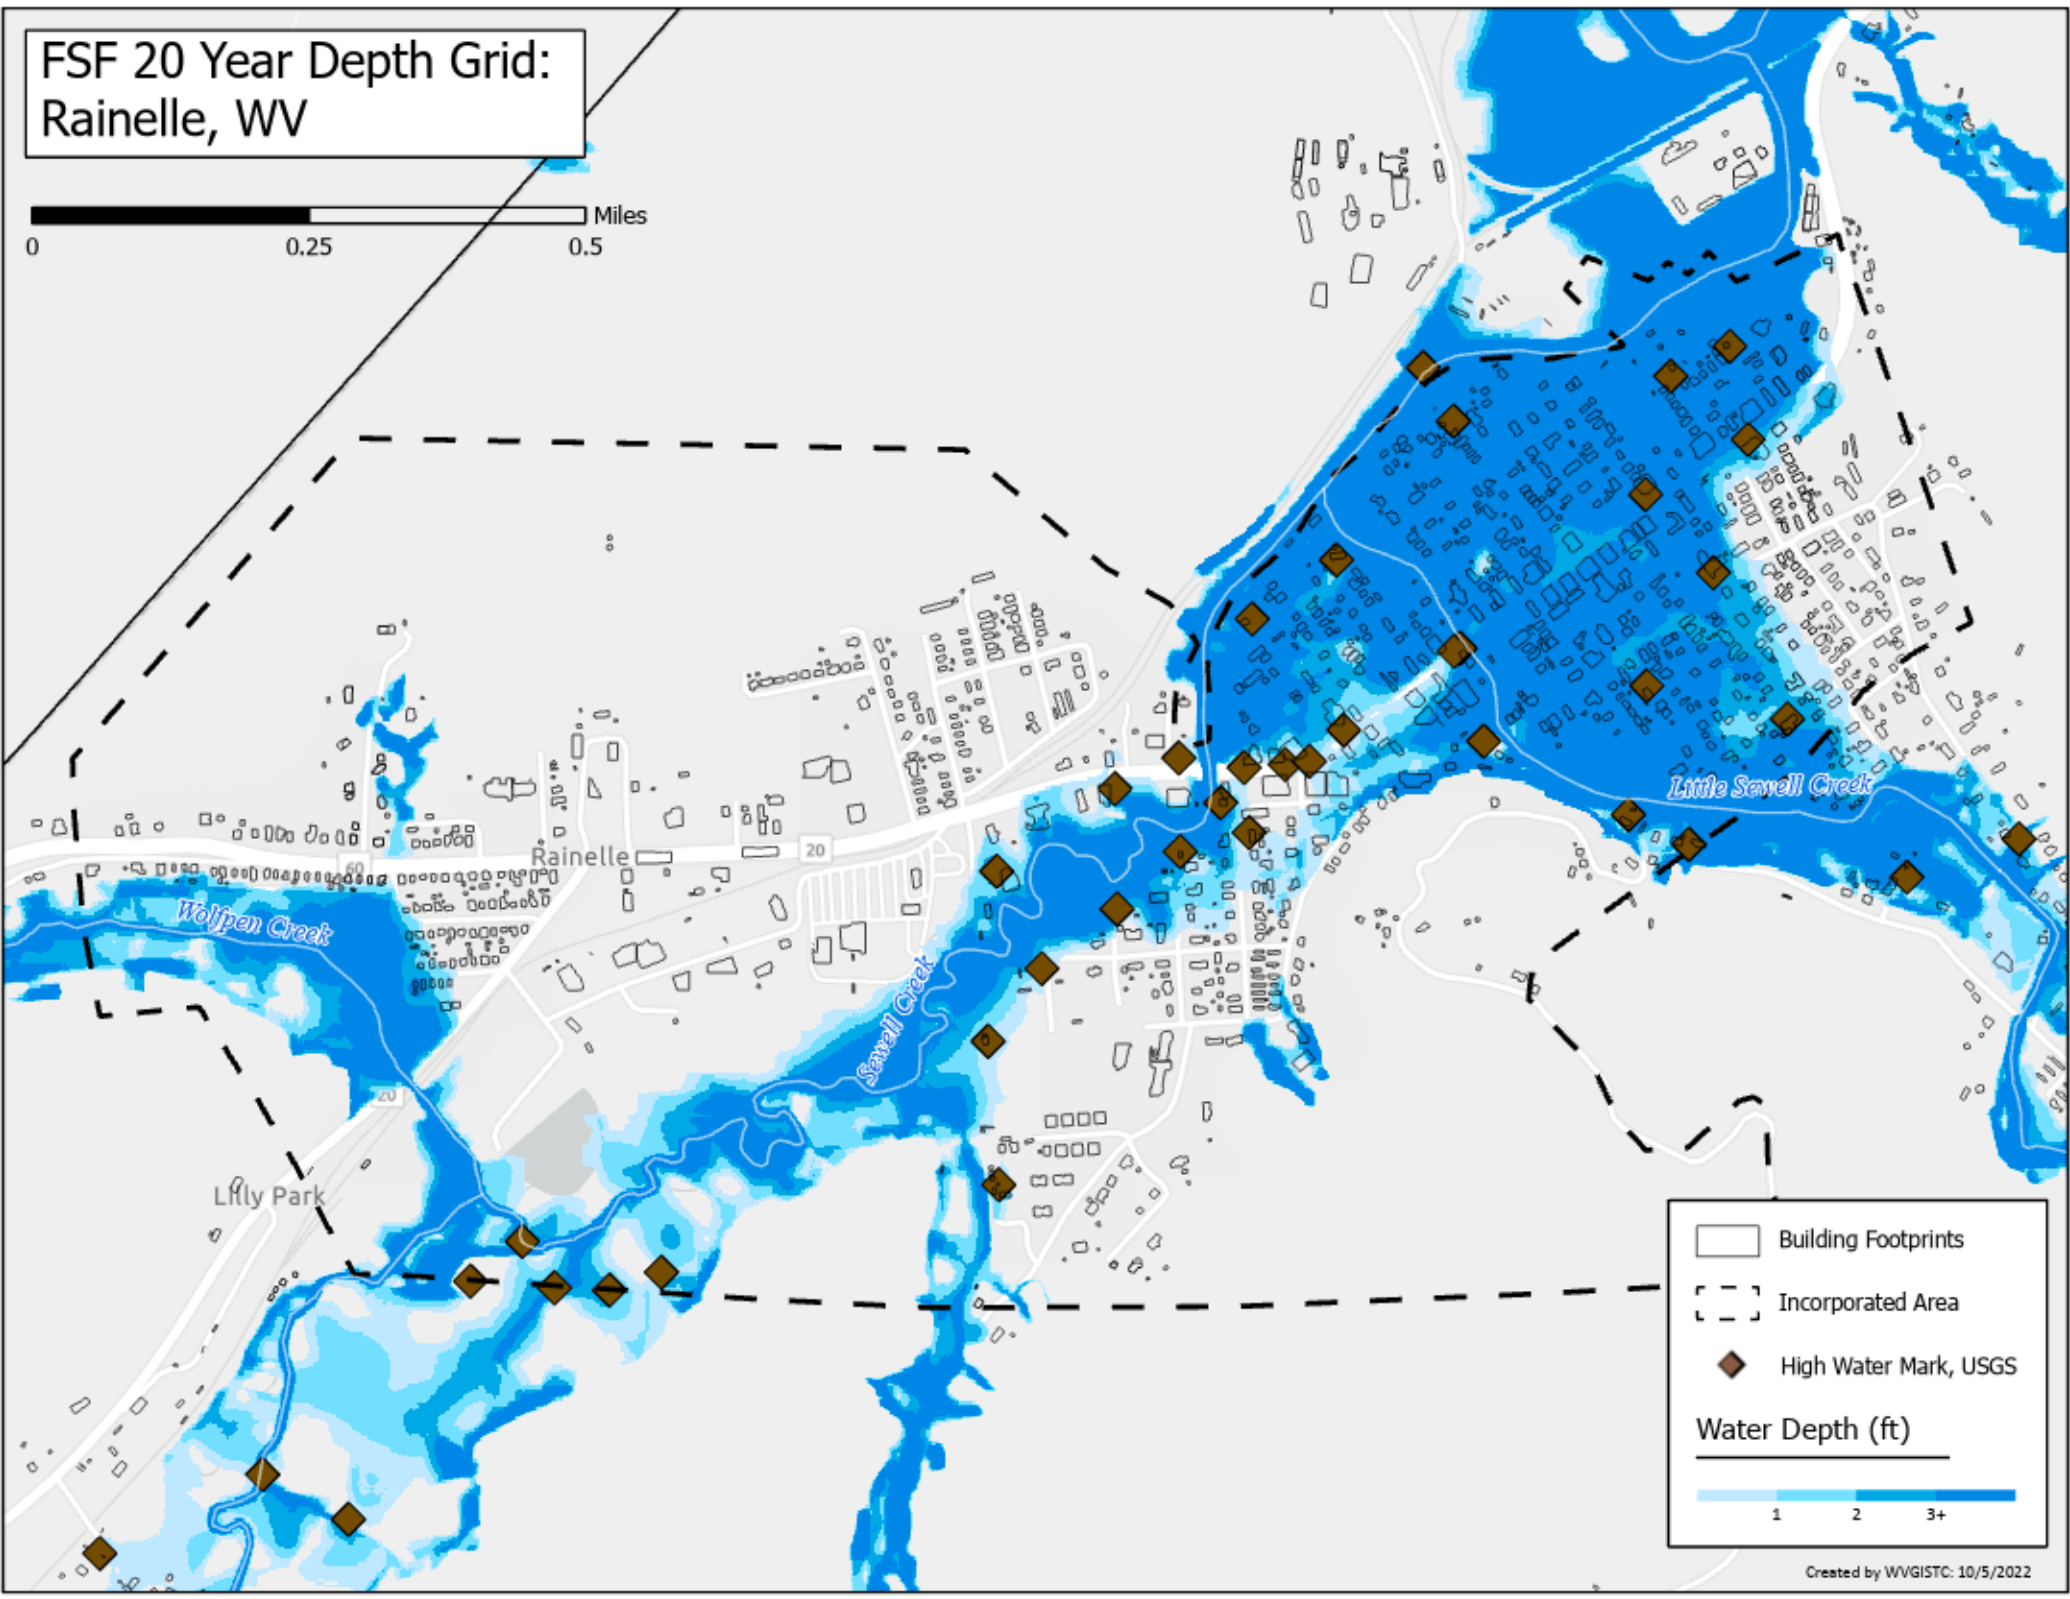 FSF 20 Year Depth Grid:
Rainelle, WV
Miles
0 0.25 0.5
Little Sewell Creek
20
Rainelle
60
Wolfpen Creek
Sewell Creek
20
Lilly Park
Building Footprints
Incorporated Area
High Water Mark, USGS
Water Depth (ft)
1 2 3+
Created by WVGISTC: 10/5/2022